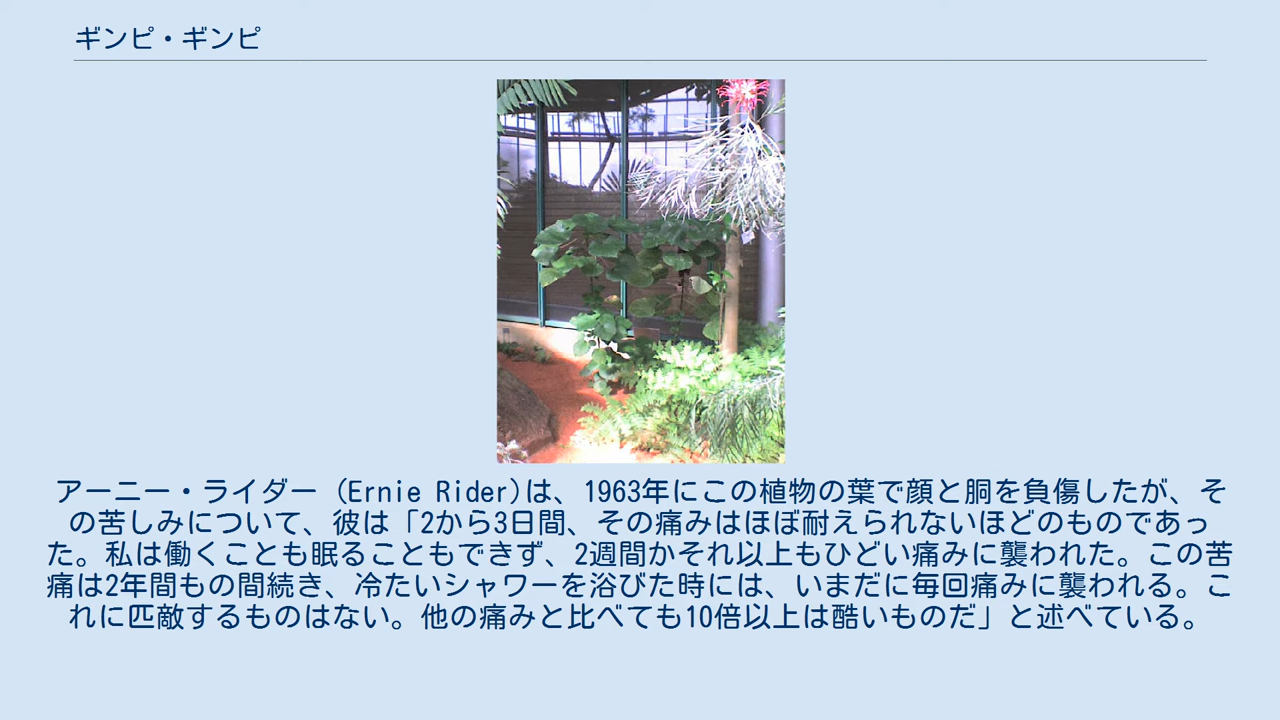 ギンピ・ギンピ
アーニー・ライダー (Ernie Rider)は、1963年にこの植物の葉で顔と胴を負傷したが、そ
の苦しみについて、彼は「2から3日間、その痛みはほぼ耐えられないほどのものであっ
た。私は働くことも眠ることもできず、2週間かそれ以上もひどい痛みに襲われた。この苦
痛は2年間もの間続き、冷たいシャワーを浴びた時には、いまだに毎回痛みに襲われる。こ
れに匹敵するものはない。他の痛みと比べても10倍以上は酷いものだ」と述べている。